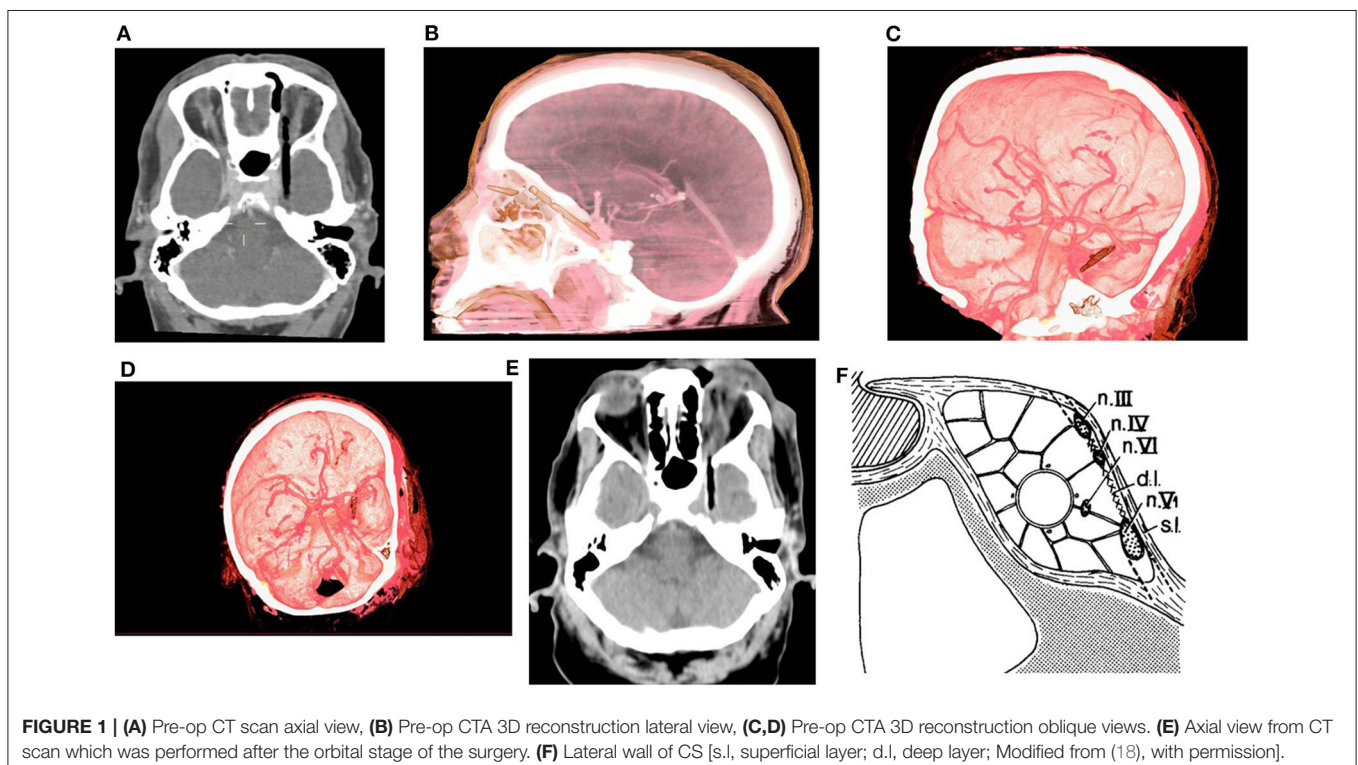 A
B
C
D
E
F
n.III
n.IV
n.VI
d.l.
n.V1
s.l.
FIGURE 1 | (A) Pre-op CT scan axial view, (B) Pre-op CTA 3D reconstruction lateral view, (C,D) Pre-op CTA 3D reconstruction oblique views. (E) Axial view from CT
scan which was performed after the orbital stage of the surgery. (F) Lateral wall of CS [s.l, superficial layer; d.l, deep layer; Modified from (18), with permission].